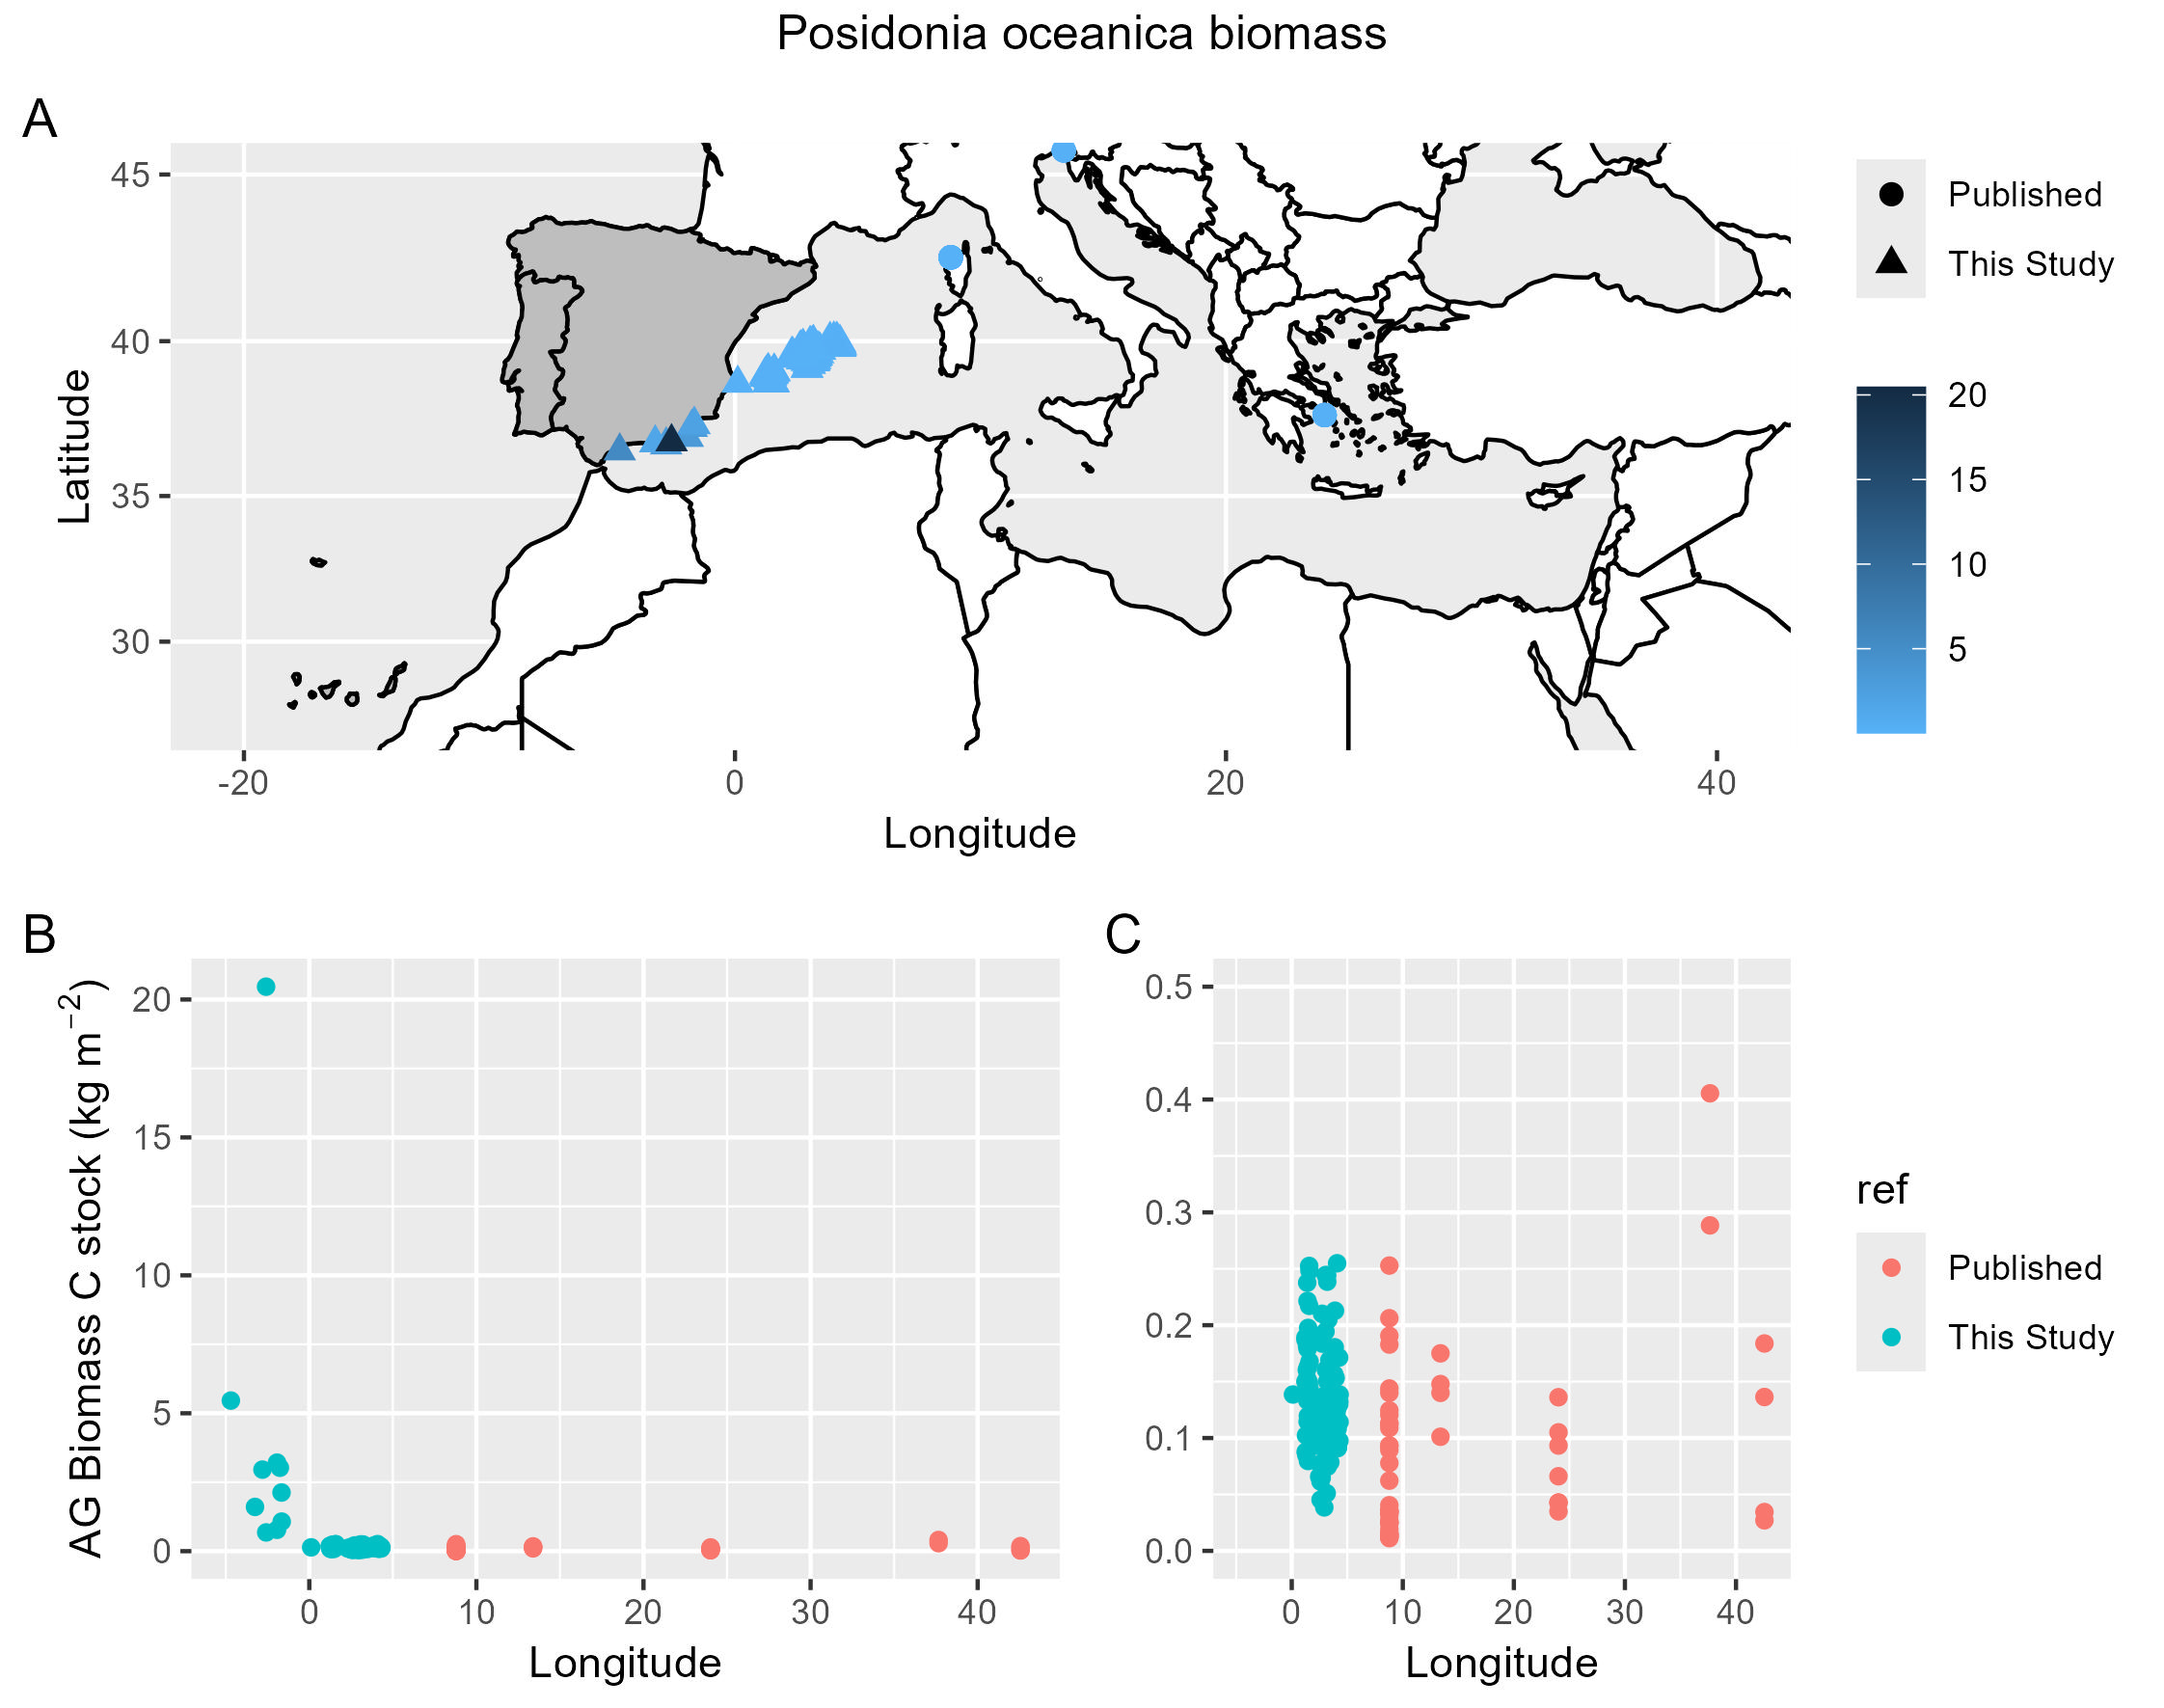 Posidonia oceanica biomass
A
Latitude
45
40
35
30
-20 0 20 40
Longitude
Published
This Study
20
15
10
5
B
AG Biomass C stock (kg m⁻²)
20
15
10
5
0
0 10 20 30 40
Longitude
C
0.5
0.4
0.3
0.2
0.1
0.0
0 10 20 30 40
Longitude
ref
Published
This Study